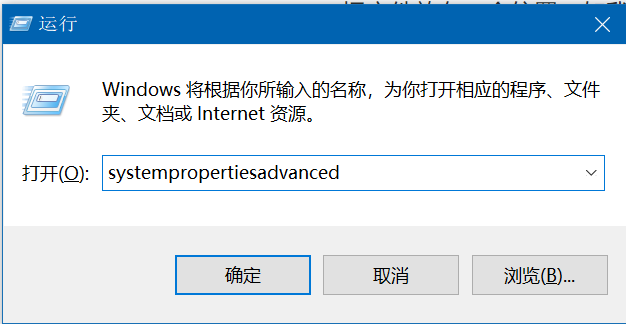 运行
Windows 将根据你所输入的名称，为你打开相应的程序、文件
夹、文档或 Internet 资源。
打开(O): systempropertiesadvanced
确定 取消 浏览(B)...